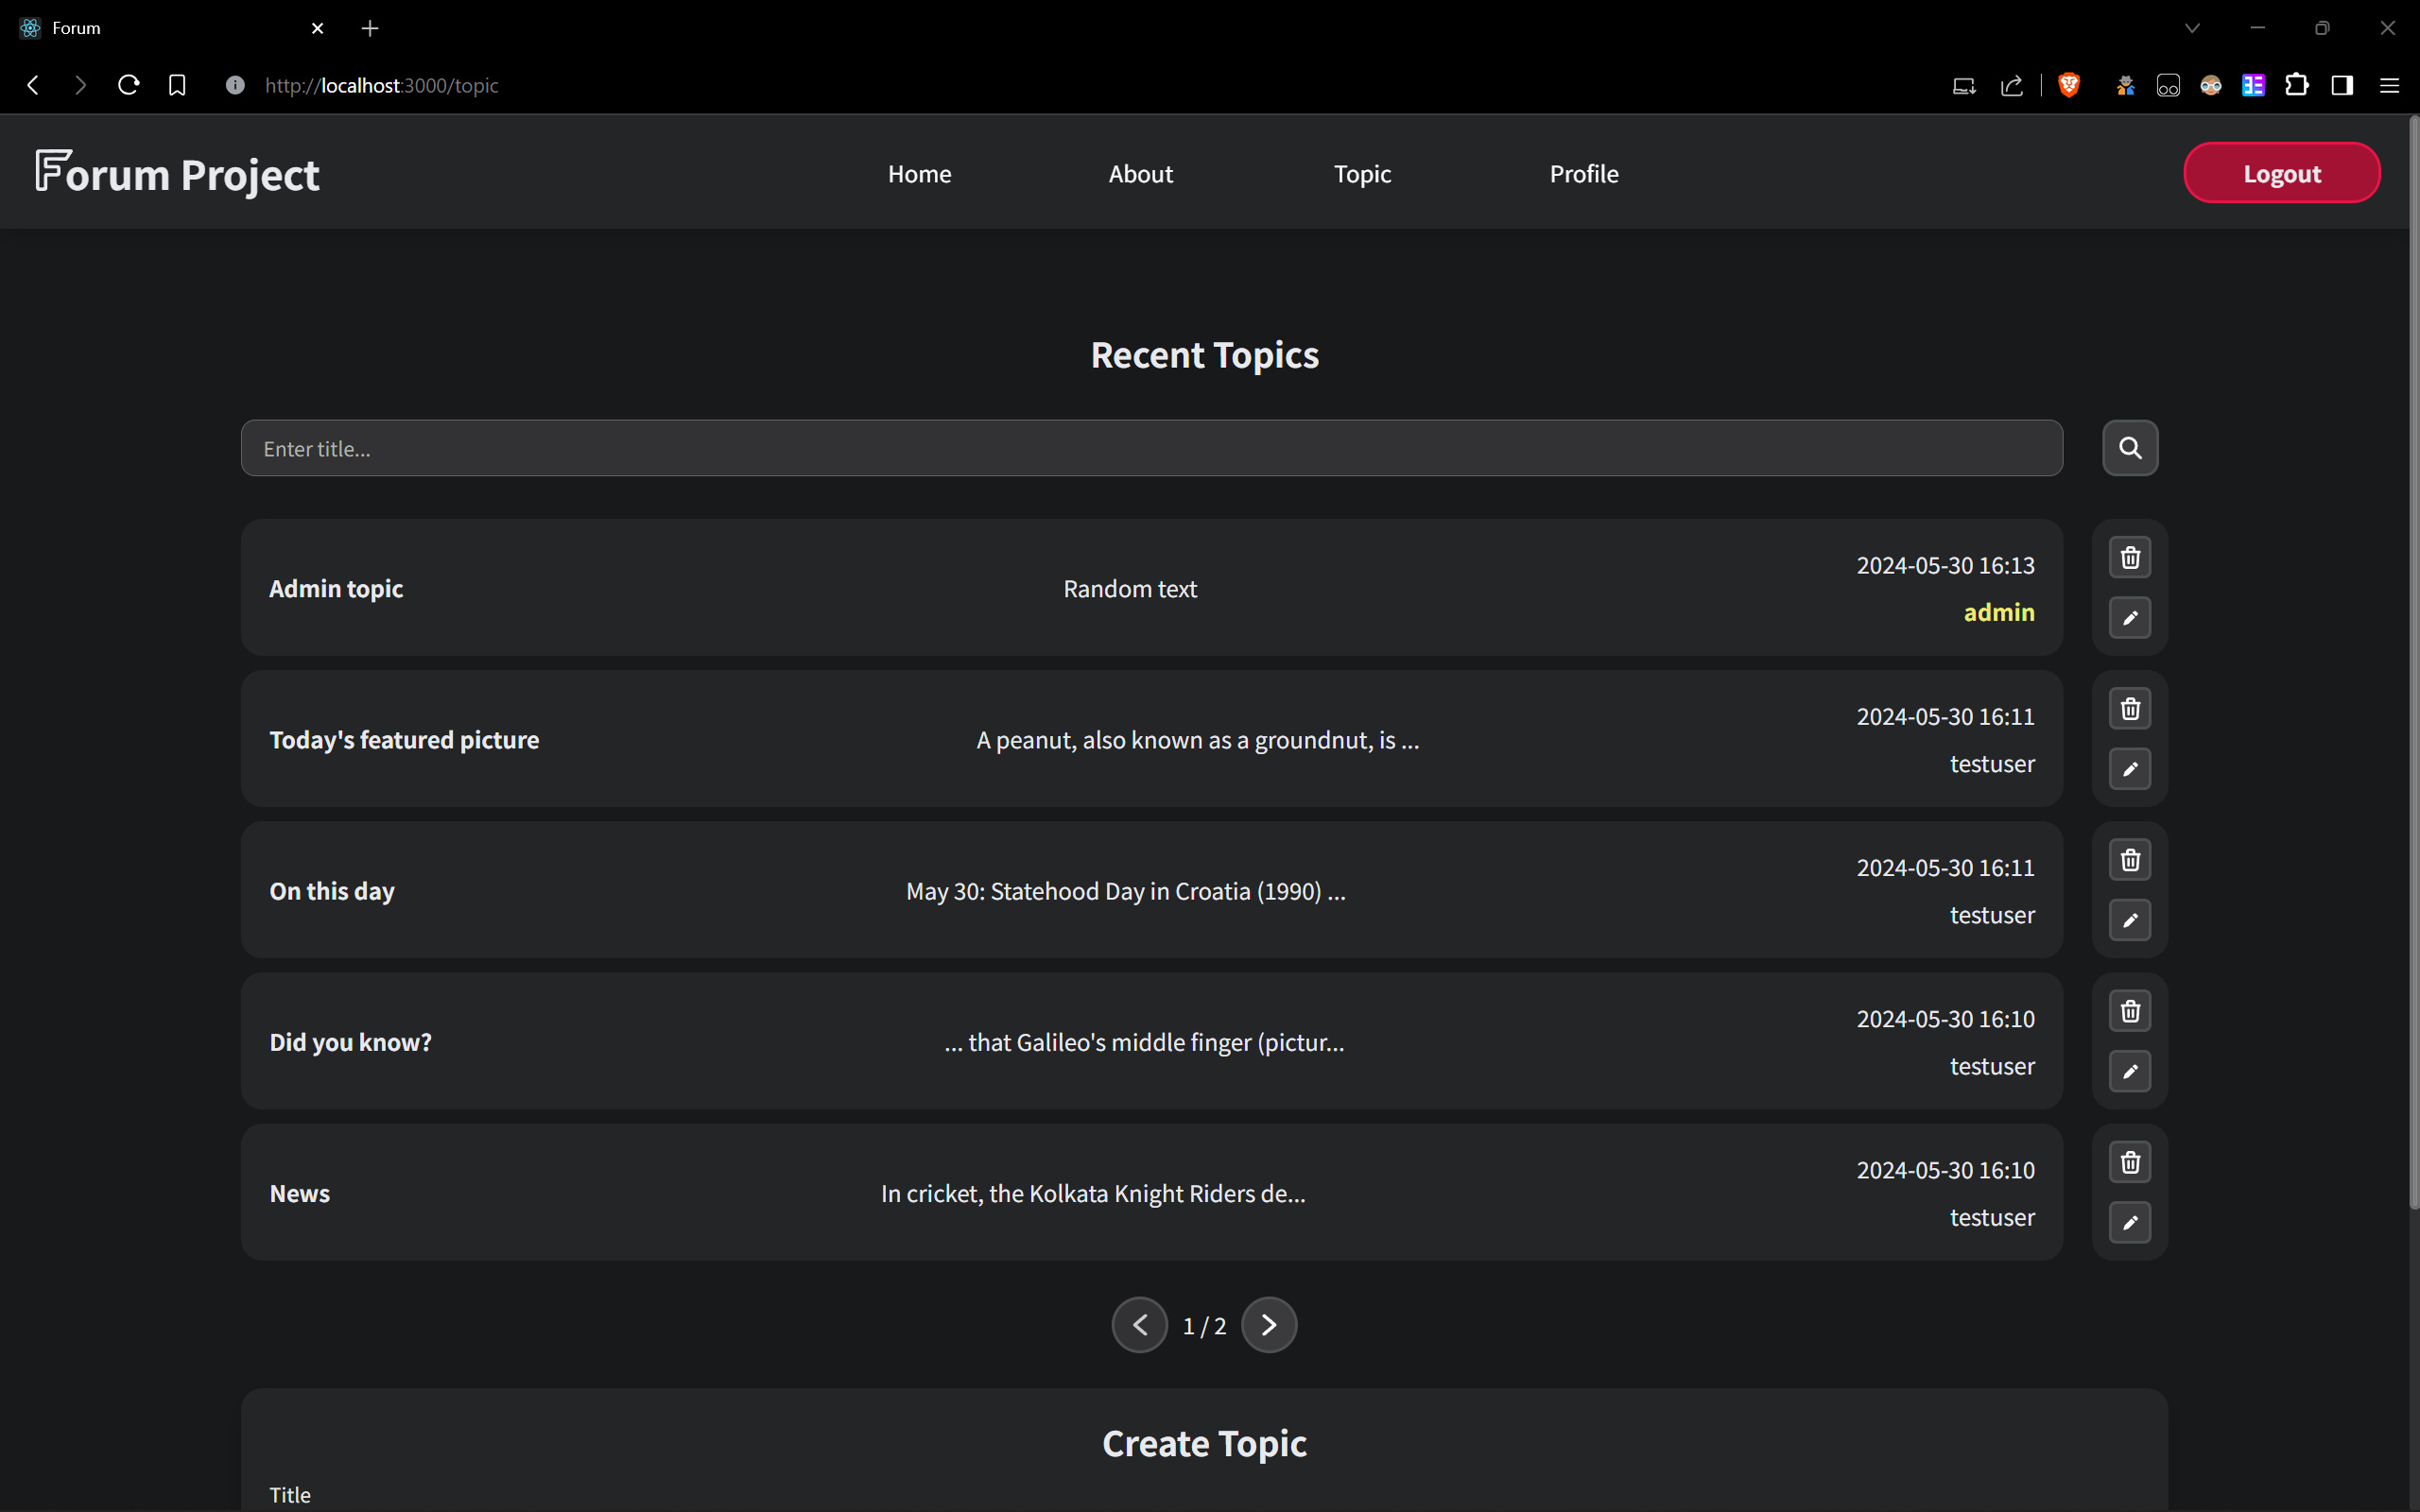 Forum
http://localhost:3000/topic
Forum Project
Home
About
Topic
Profile
Logout
Recent Topics
Enter title...
Admin topic
Random text
2024-05-30 16:13
admin
Today's featured picture
A peanut, also known as a groundnut, is ...
2024-05-30 16:11
testuser
On this day
May 30: Statehood Day in Croatia (1990) ...
2024-05-30 16:11
testuser
Did you know?
... that Galileo's middle finger (pictur...
2024-05-30 16:10
testuser
News
In cricket, the Kolkata Knight Riders de...
2024-05-30 16:10
testuser
1 / 2
Create Topic
Title